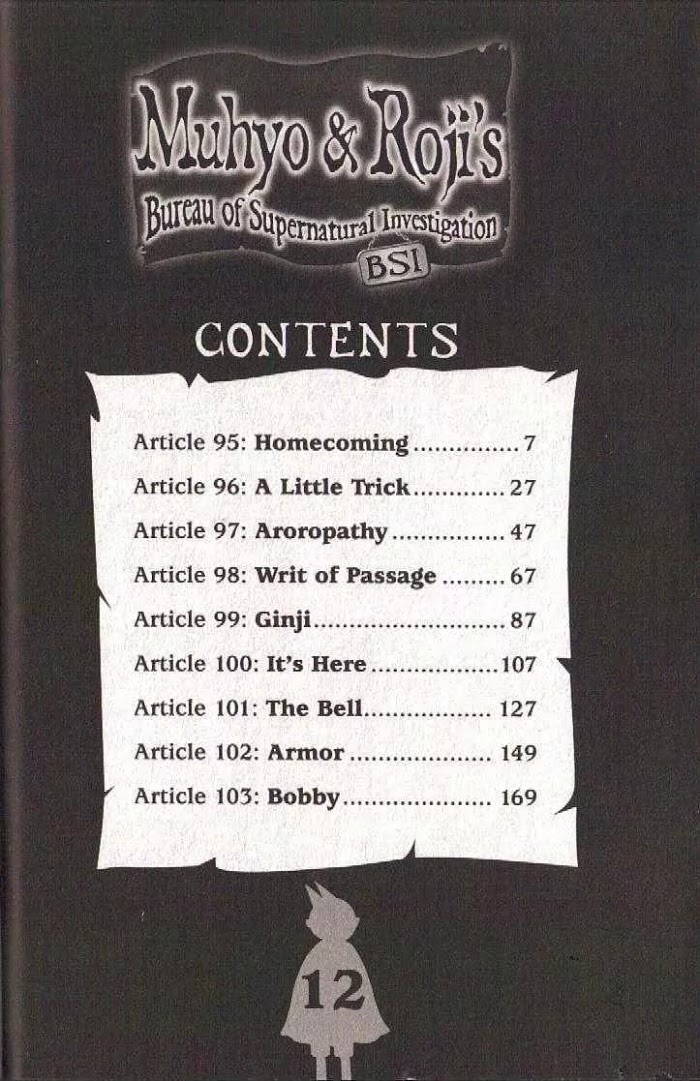 Muhyo & Roji's
Bureau of Supernatural Investigation
BSI
CONTENTS
Article 95: Homecoming...............7
Article 96: A Little Trick.............27
Article 97: Aroropathy................47
Article 98: Writ of Passage.........67
Article 99: Ginji...........................87
Article 100: It's Here..................107
Article 101: The Bell.................. 127
Article 102: Armor .................... 149
Article 103: Bobby..................... 169
12